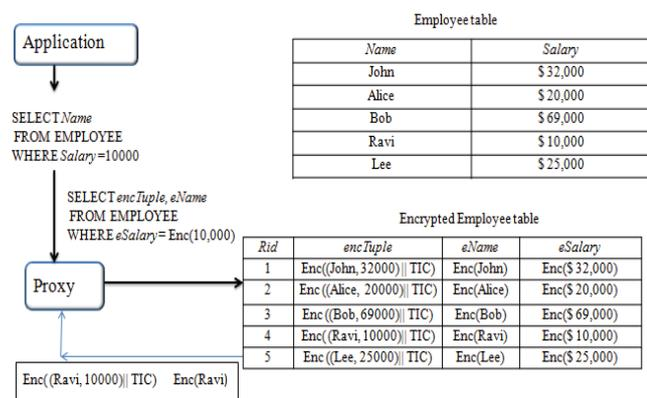 Application
SELECT Name
FROM EMPLOYEE
WHERE Salary=10000
SELECT encTuple, eName
FROM EMPLOYEE
WHERE eSalary= Enc(10,000)
Proxy
Enc((Ravi, 10000)|| TIC) Enc(Ravi)
Employee table
Name Salary
John $32,000
Alice $20,000
Bob $69,000
Ravi $10,000
Lee $25,000
Encrypted Employee table
Rid encTuple eName eSalary
1 Enc((John, 32000)|| TIC) Enc(John) Enc($32,000)
2 Enc ((Alice, 20000)|| TIC) Enc(Alice) Enc($20,000)
3 Enc ((Bob, 69000)|| TIC) Enc(Bob) Enc($69,000)
4 Enc((Ravi, 10000)|| TIC) Enc(Ravi) Enc($10,000)
5 Enc ((Lee, 25000)|| TIC) Enc(Lee) Enc($25,000)